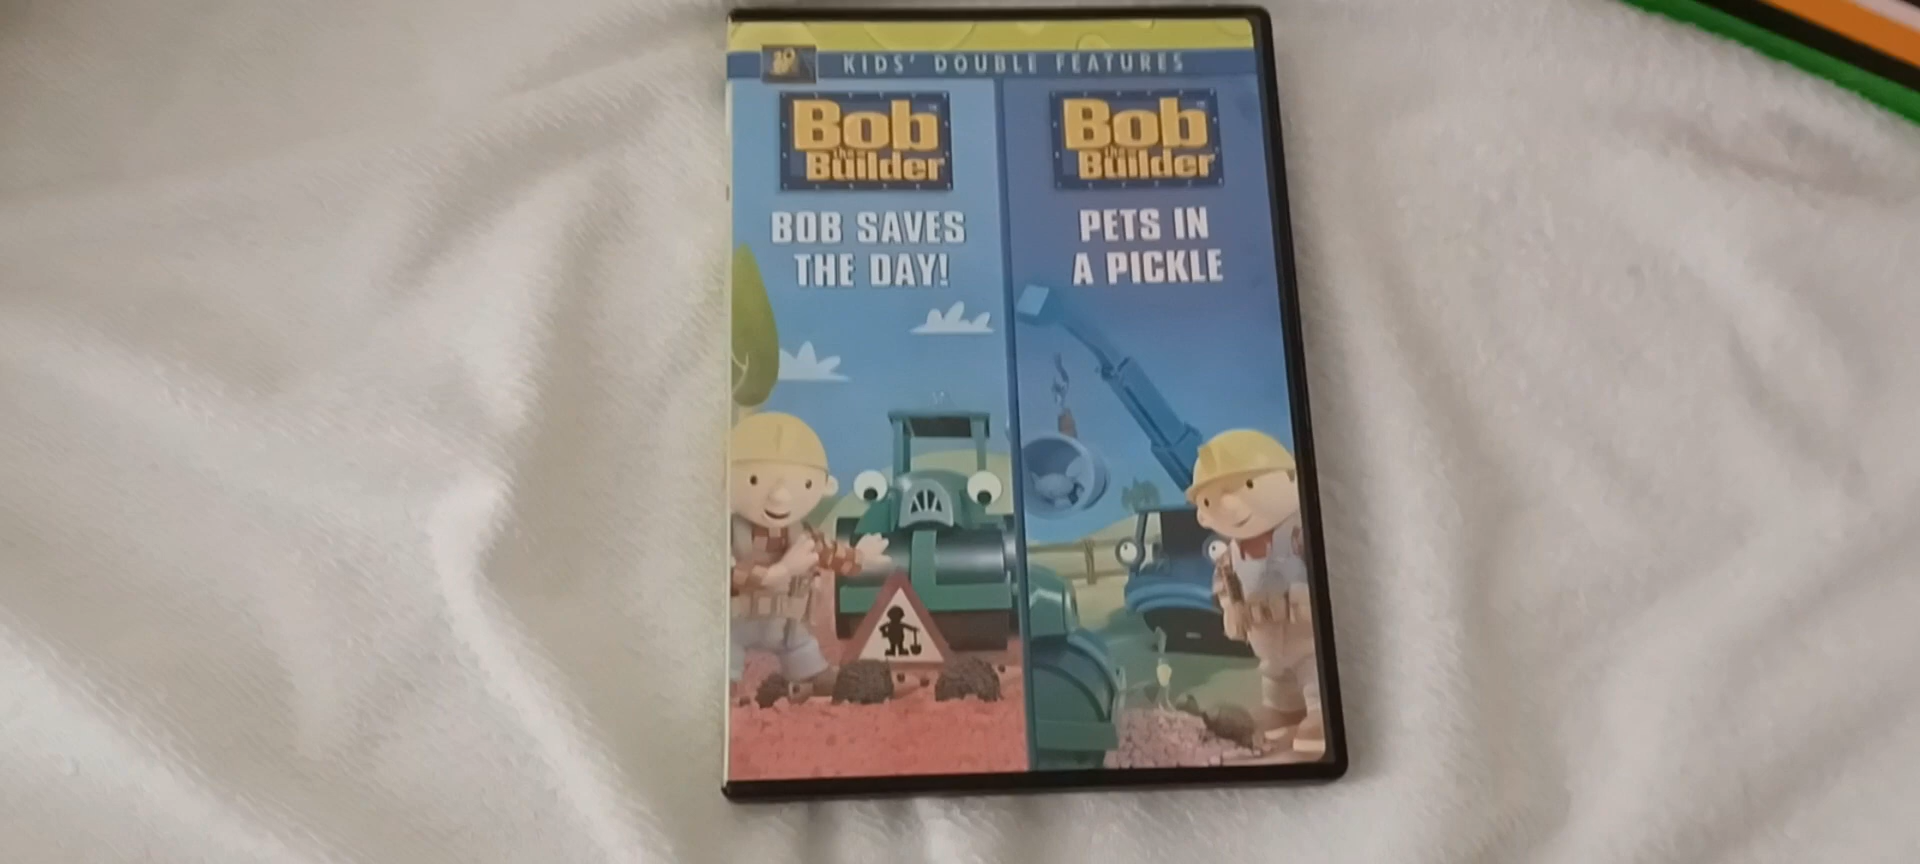 KIDS' DOUBLE FEATURES
Bob
the
Builder
BOB SAVES
THE DAY!
Bob
the
Builder
PETS IN
A PICKLE